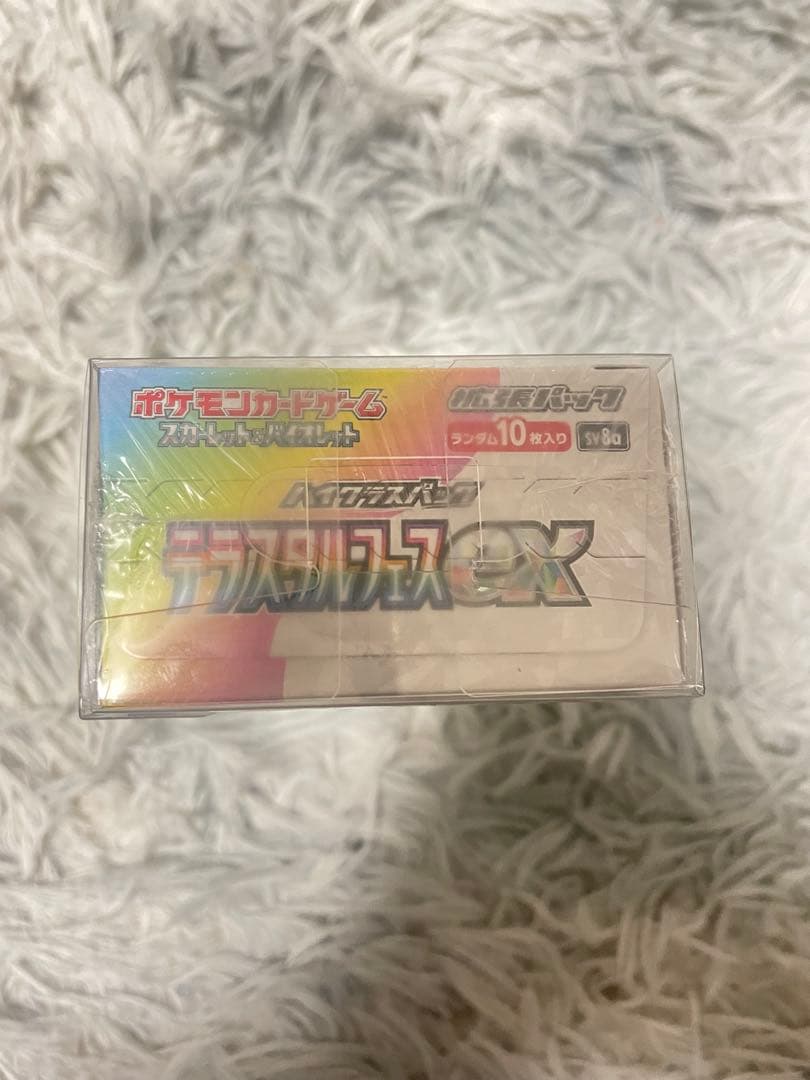 ポケモンカードゲーム™
スカーレット&バイオレット
拡張パック
ランダム10枚入り
sv8a
ハイクラスパック
テラスタルフェスex